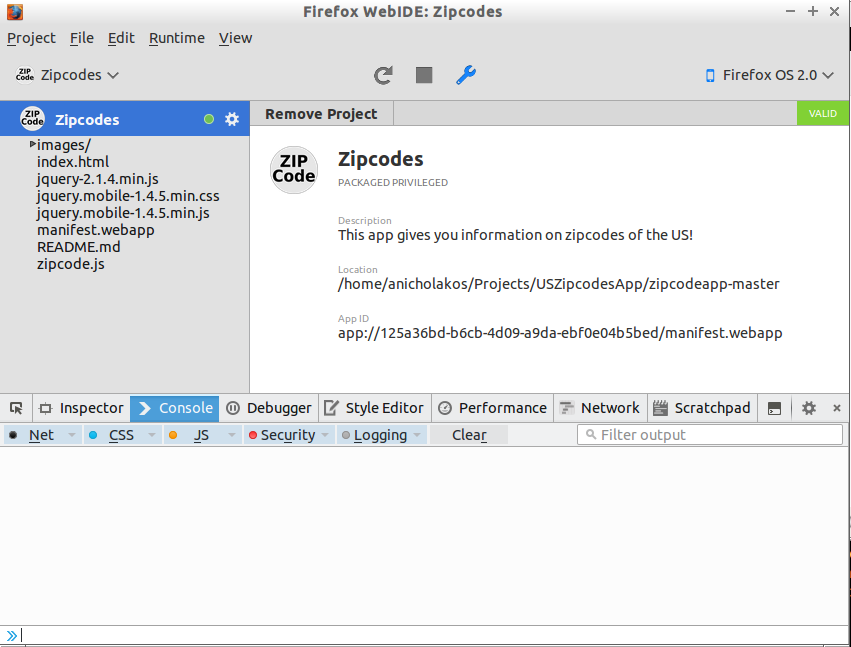 Firefox WebIDE: Zipcodes
Project File Edit Runtime View
ZIP Code Zipcodes
Firefox OS 2.0
ZIP Code Zipcodes
Remove Project
VALID
images/
index.html
jquery-2.1.4.min.js
jquery.mobile-1.4.5.min.css
jquery.mobile-1.4.5.min.js
manifest.webapp
README.md
zipcode.js
ZIP
Code
Zipcodes
PACKAGED PRIVILEGED
Description
This app gives you information on zipcodes of the US!
Location
/home/anicholakos/Projects/USZipcodesApp/zipcodeapp-master
App ID
app://125a36bd-b6cb-4d09-a9da-ebf0e04b5bed/manifest.webapp
Inspector Console Debugger Style Editor Performance Network Scratchpad
Net CSS JS Security Logging Clear Filter output